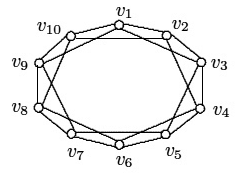 v₁
v₁₀ v₂
v₉ v₃
v₈ v₄
v₇ v₅
v₆